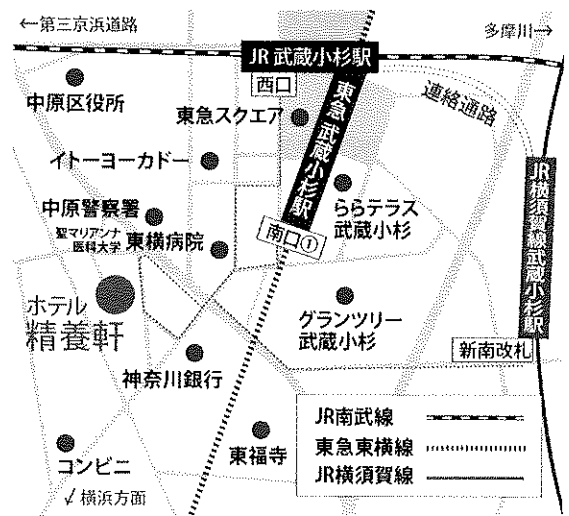 ←第三京浜道路
多摩川→
JR 武蔵小杉駅
西口
中原区役所
東急スクエア
東急 武蔵小杉駅
連絡通路
イトーヨーカドー
JR横須賀線武蔵小杉駅
ららテラス
武蔵小杉
中原警察署
聖マリアンナ
医科大学
東横病院
南口①
ホテル
精養軒
グランツリー
武蔵小杉
新南改札
神奈川銀行
JR南武線
東急東横線
JR横須賀線
東福寺
コンビニ
↙横浜方面